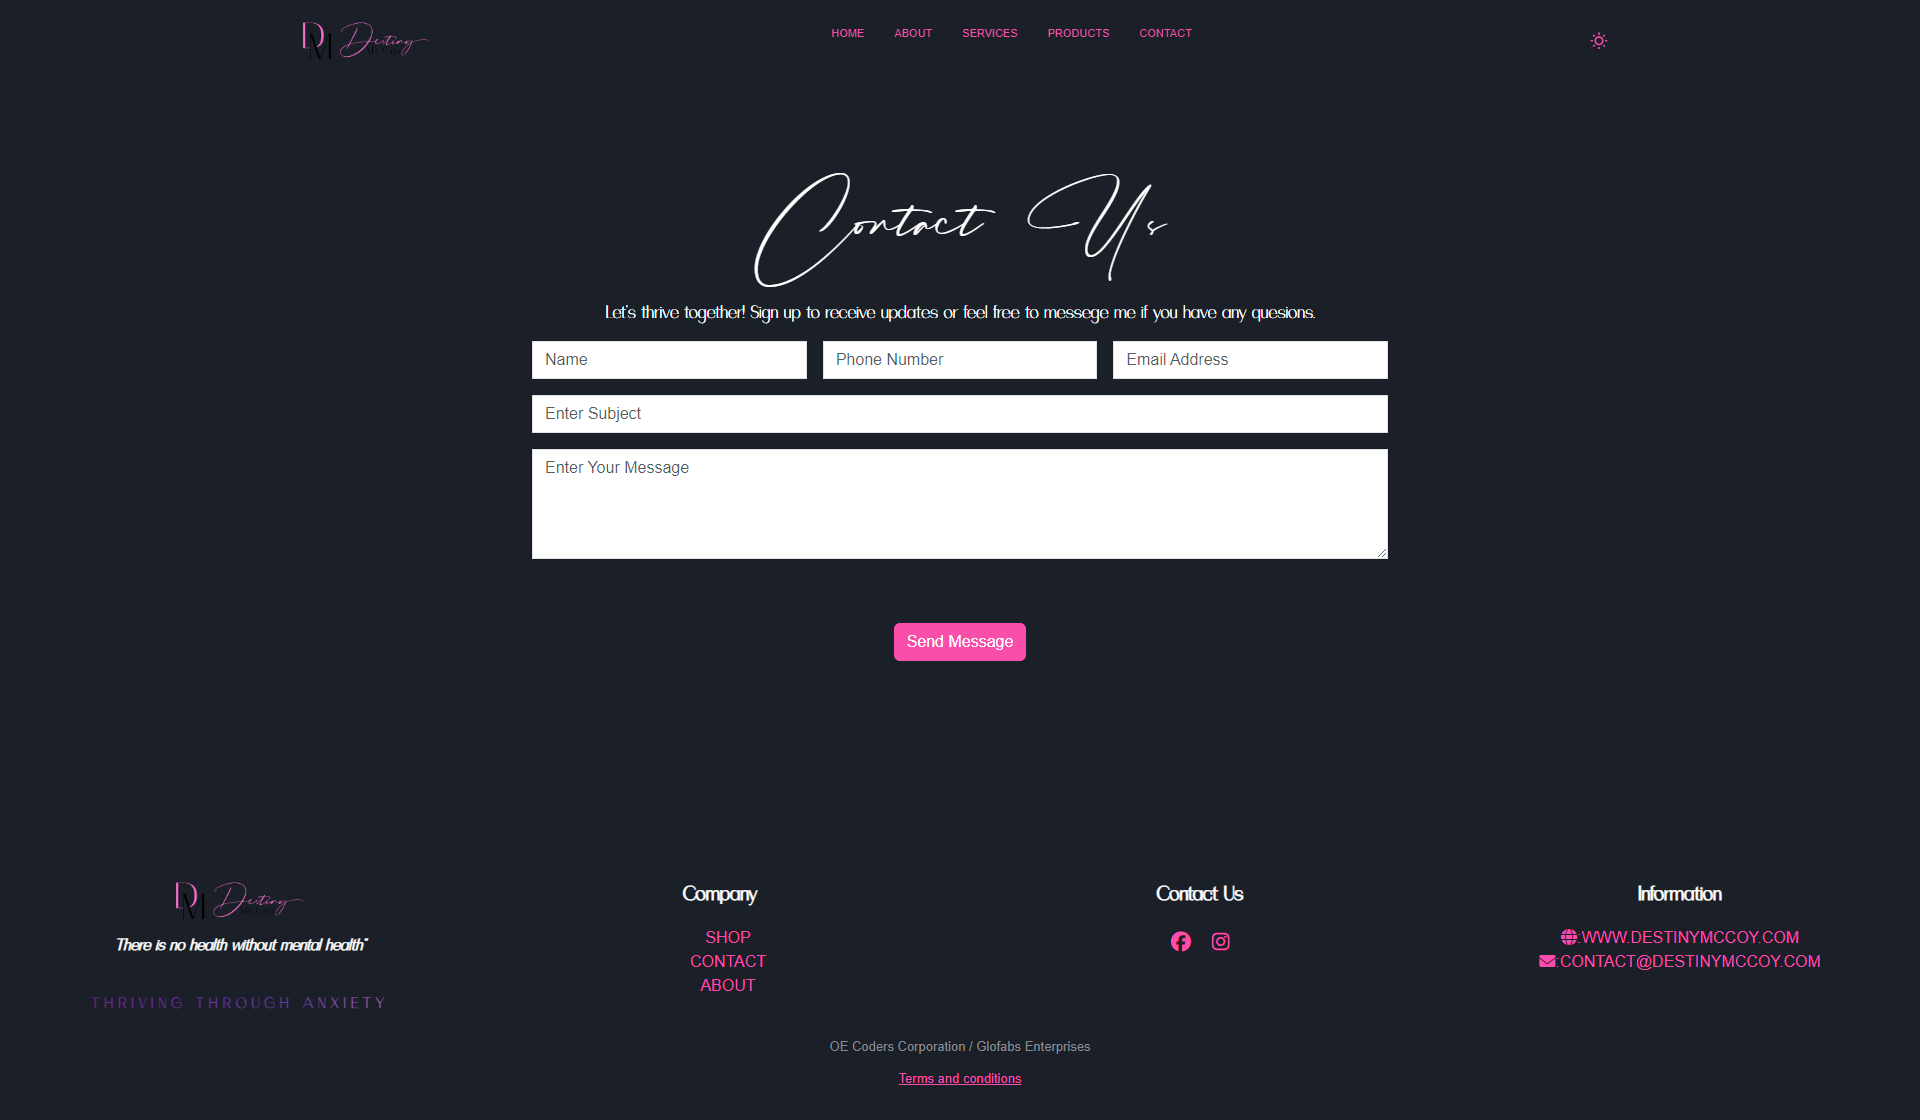 DM Destiny
HOME ABOUT SERVICES PRODUCTS CONTACT
Contact Us
Let's thrive together! Sign up to receive updates or feel free to messege me if you have any quesions.
Name Phone Number Email Address
Enter Subject
Enter Your Message
Send Message
DM Destiny
There is no health without mental health"
THRIVING THROUGH ANXIETY
Company
SHOP
CONTACT
ABOUT
Contact Us
Information
:WWW.DESTINYMCCOY.COM
:CONTACT@DESTINYMCCOY.COM
OE Coders Corporation / Glofabs Enterprises
Terms and conditions